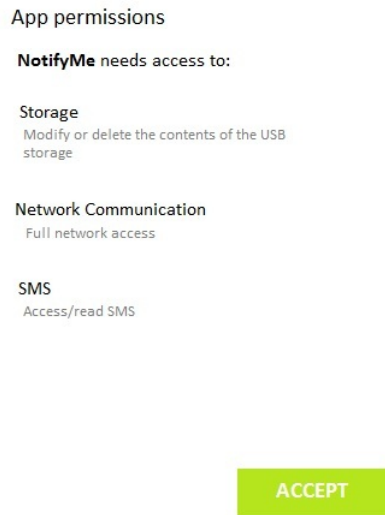 App permissions
NotifyMe needs access to:
Storage
Modify or delete the contents of the USB
storage
Network Communication
Full network access
SMS
Access/read SMS
ACCEPT